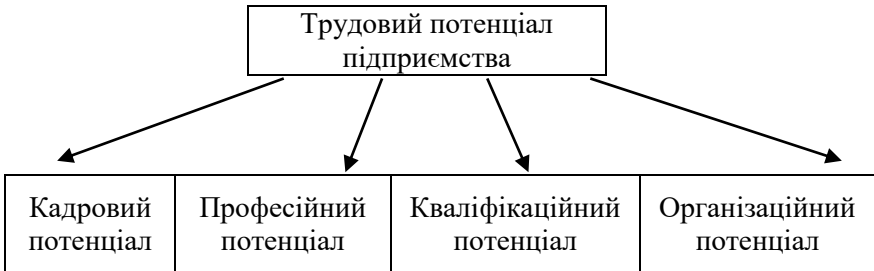 Трудовий потенціал
підприємства
Кадровий
потенціал
Професійний
потенціал
Кваліфікаційний
потенціал
Організаційний
потенціал